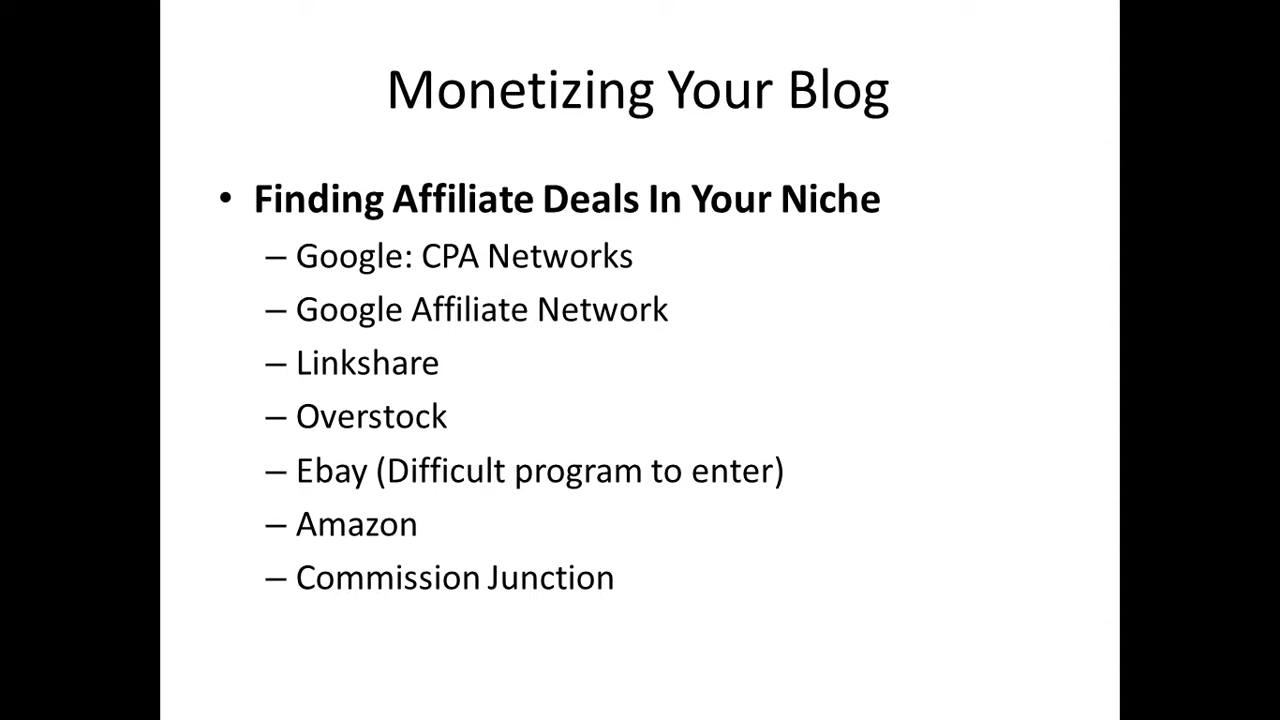 Monetizing Your Blog
• Finding Affiliate Deals In Your Niche
– Google: CPA Networks
– Google Affiliate Network
– Linkshare
– Overstock
– Ebay (Difficult program to enter)
– Amazon
– Commission Junction